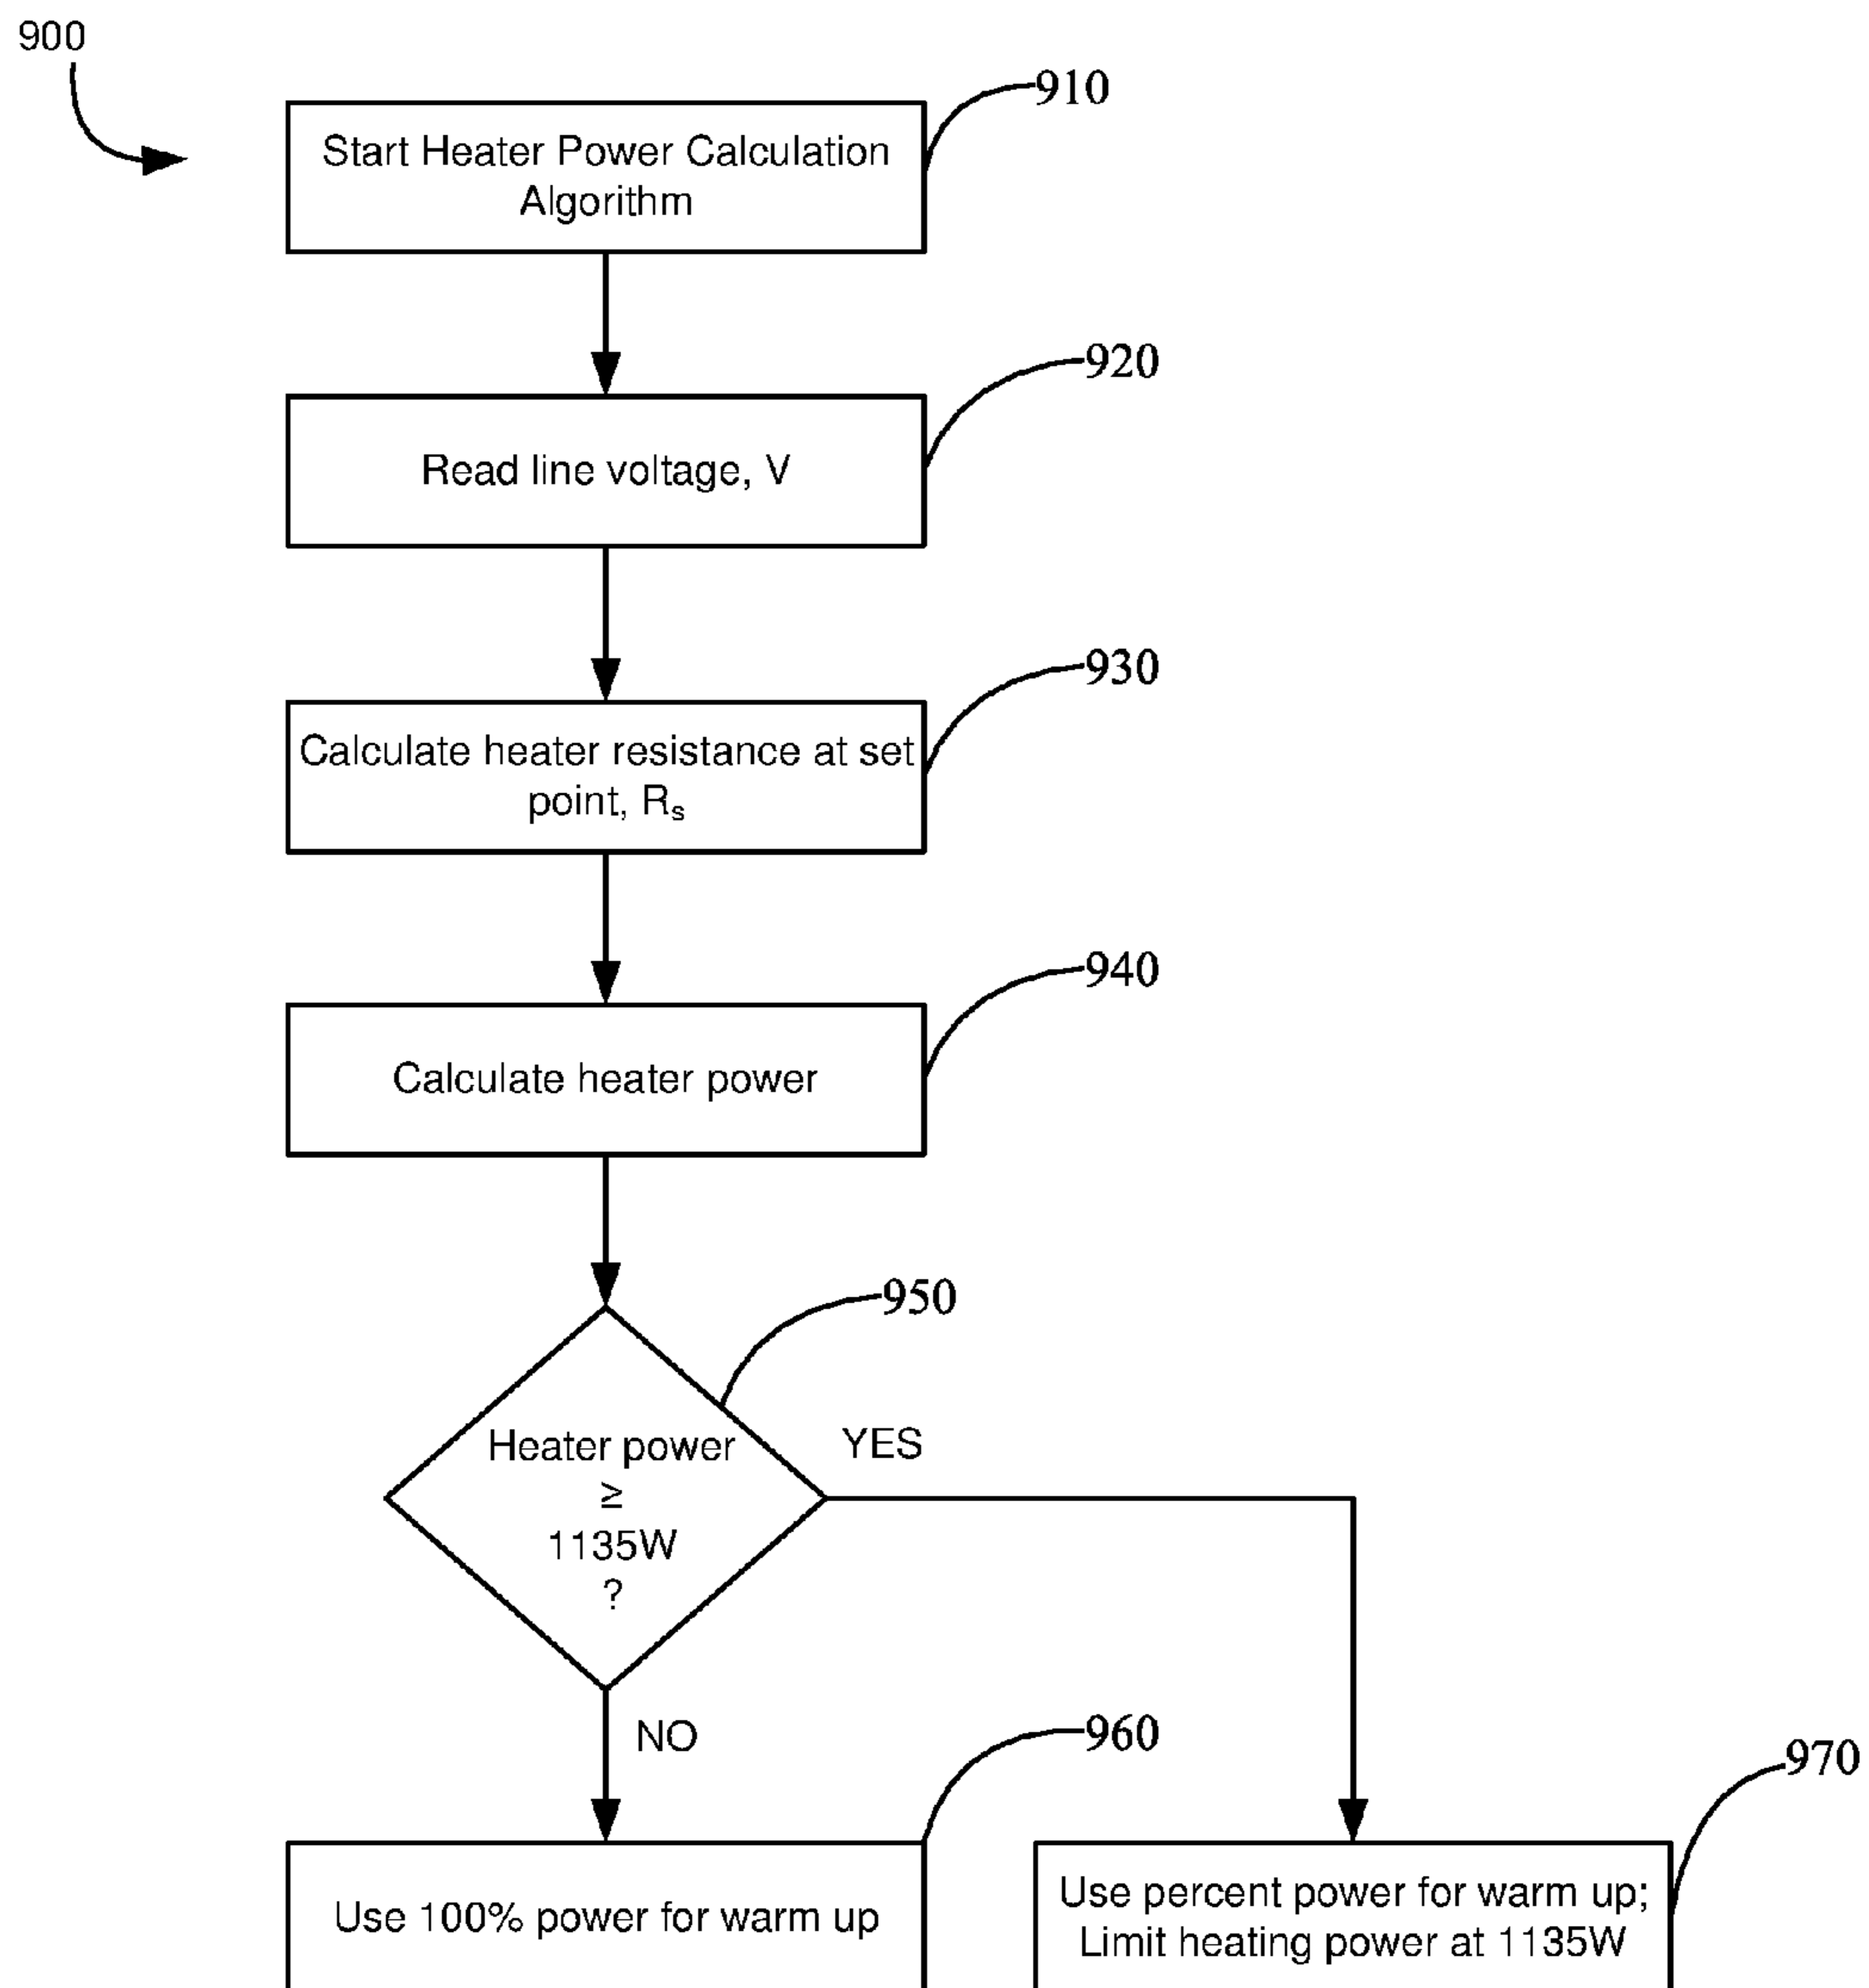 900
910
Start Heater Power Calculation
Algorithm
920
Read line voltage, V
930
Calculate heater resistance at set
point, Rs
940
Calculate heater power
950
Heater power
≥
1135W
?
YES
NO
960
970
Use 100% power for warm up
Use percent power for warm up;
Limit heating power at 1135W